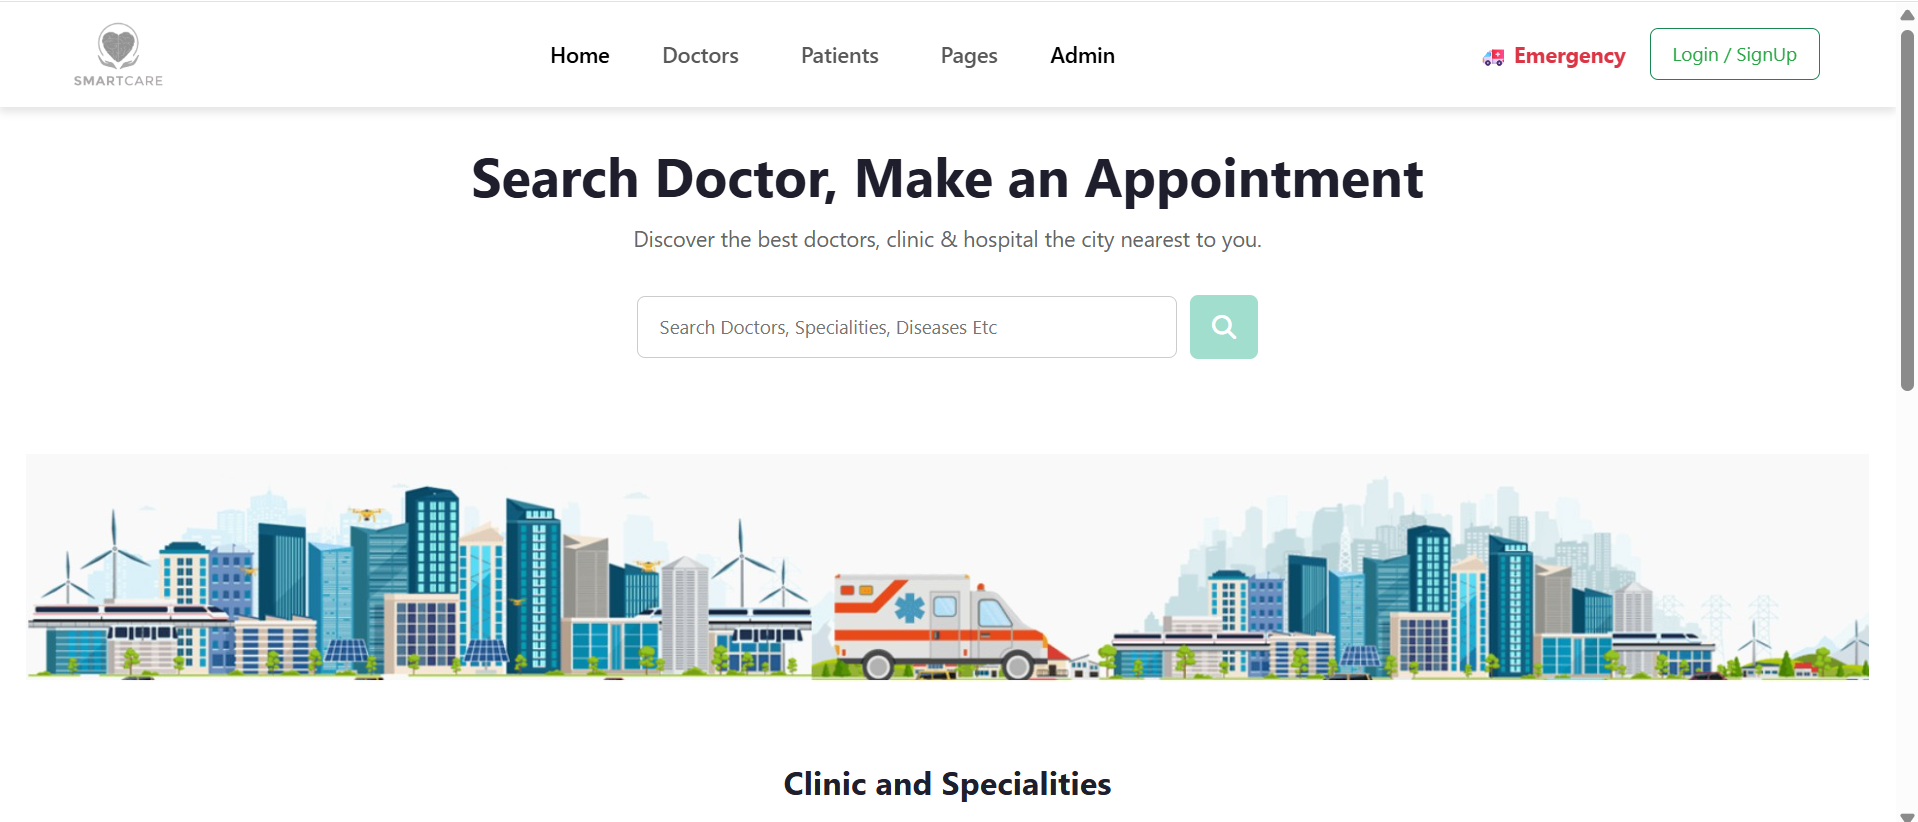 SMARTCARE
Home Doctors Patients Pages Admin Emergency Login / SignUp
Search Doctor, Make an Appointment
Discover the best doctors, clinic & hospital the city nearest to you.
Search Doctors, Specialities, Diseases Etc
Clinic and Specialities